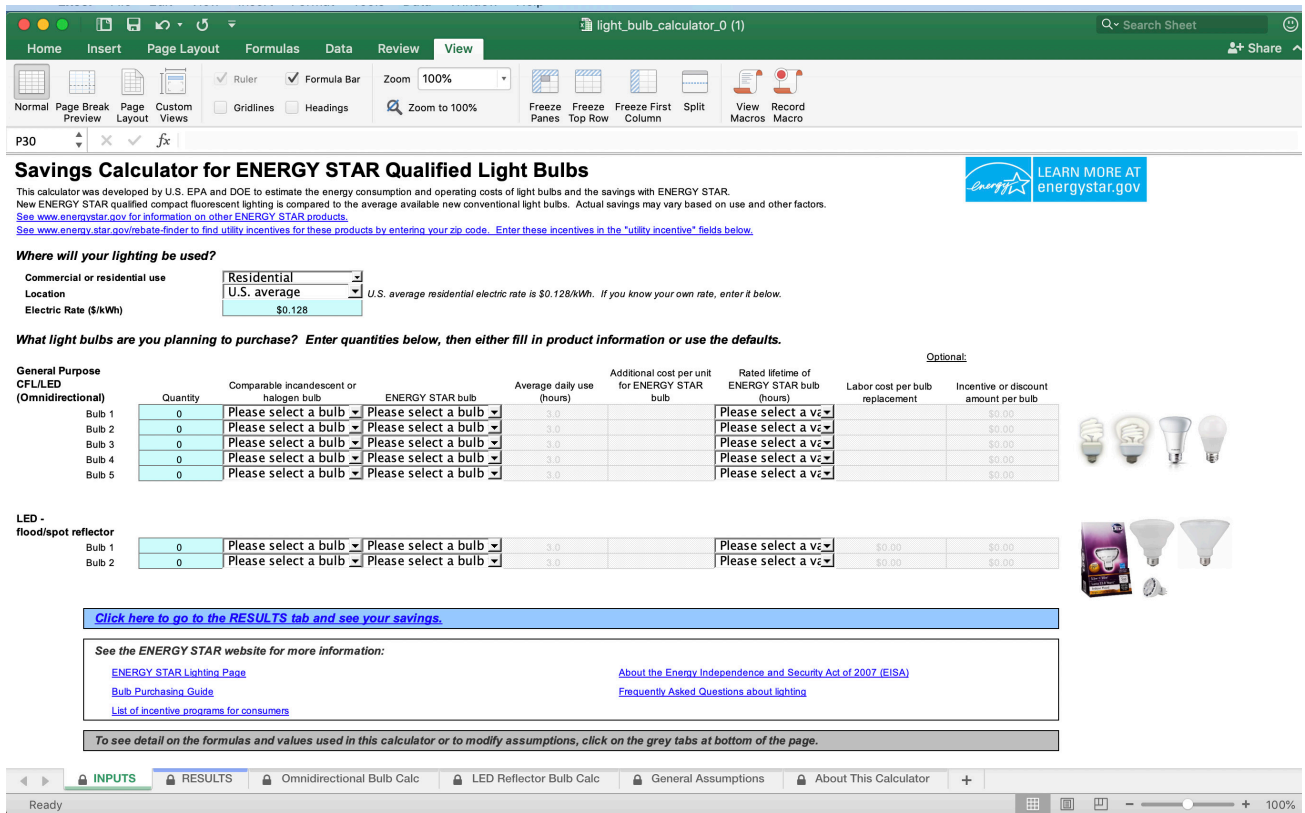 light_bulb_calculator_0 (1)
Search Sheet
Home Insert Page Layout Formulas Data Review View
Share
Normal Page Break Preview Page Layout Custom Views
Ruler Formula Bar Zoom 100%
Gridlines Headings Zoom to 100%
Freeze Panes Freeze Top Row Freeze First Column Split View Macros Record Macro
P30 fx
Savings Calculator for ENERGY STAR Qualified Light Bulbs
This calculator was developed by U.S. EPA and DOE to estimate the energy consumption and operating costs of light bulbs and the savings with ENERGY STAR.
New ENERGY STAR qualified compact fluorescent lighting is compared to the average available new conventional light bulbs. Actual savings may vary based on use and other factors.
See www.energystar.gov for information on other ENERGY STAR products.
See www.energy.star.gov/rebate-finder to find utility incentives for these products by entering your zip code. Enter these incentives in the "utility incentive" fields below.
energy
LEARN MORE AT
energystar.gov
Where will your lighting be used?
Commercial or residential use Residential
Location U.S. average U.S. average residential electric rate is $0.128/kWh. If you know your own rate, enter it below.
Electric Rate ($/kWh) $0.128
What light bulbs are you planning to purchase? Enter quantities below, then either fill in product information or use the defaults.
Optional:
General Purpose CFL/LED (Omnidirectional) Quantity Comparable incandescent or halogen bulb ENERGY STAR bulb Average daily use (hours) Additional cost per unit for ENERGY STAR bulb Rated lifetime of ENERGY STAR bulb (hours) Labor cost per bulb replacement Incentive or discount amount per bulb
Bulb 1 0 Please select a bulb Please select a bulb 3.0 Please select a va $0.00
Bulb 2 0 Please select a bulb Please select a bulb 3.0 Please select a va $0.00
Bulb 3 0 Please select a bulb Please select a bulb 3.0 Please select a va $0.00
Bulb 4 0 Please select a bulb Please select a bulb 3.0 Please select a va $0.00
Bulb 5 0 Please select a bulb Please select a bulb 3.0 Please select a va $0.00
LED -
flood/spot reflector
Bulb 1 0 Please select a bulb Please select a bulb 3.0 Please select a va $0.00 $0.00
Bulb 2 0 Please select a bulb Please select a bulb 3.0 Please select a va $0.00 $0.00
Click here to go to the RESULTS tab and see your savings.
See the ENERGY STAR website for more information:
ENERGY STAR Lighting Page About the Energy Independence and Security Act of 2007 (EISA)
Bulb Purchasing Guide Frequently Asked Questions about lighting
List of incentive programs for consumers
To see detail on the formulas and values used in this calculator or to modify assumptions, click on the grey tabs at bottom of the page.
INPUTS RESULTS Omnidirectional Bulb Calc LED Reflector Bulb Calc General Assumptions About This Calculator +
Ready 100%